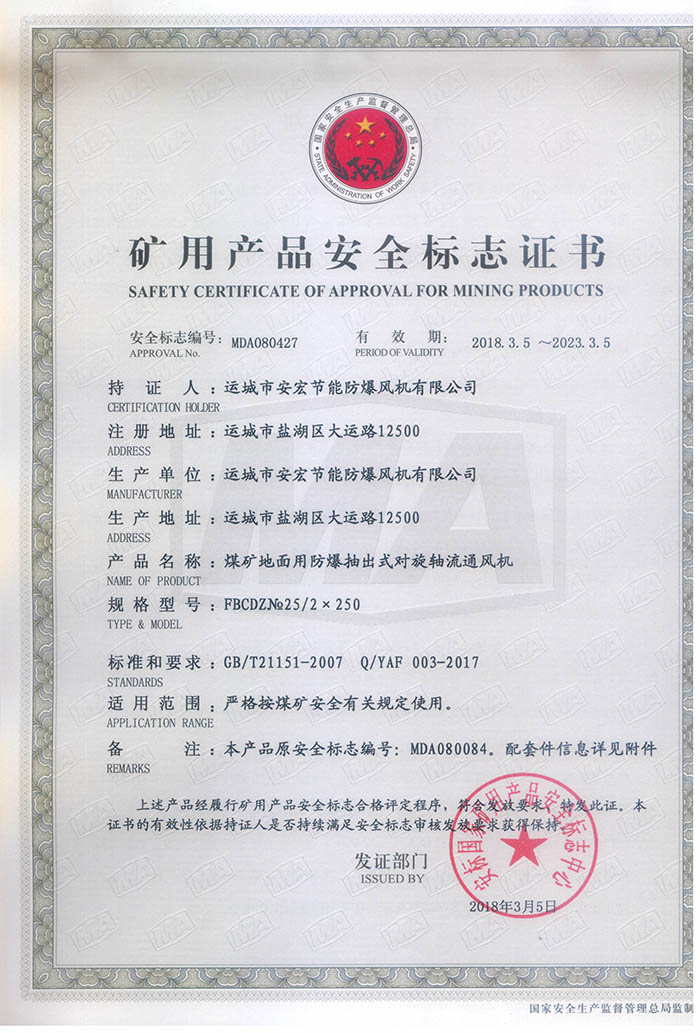 国家安全生产监督管理总局
STATE ADMINISTRATION OF WORK SAFETY
矿用产品安全标志证书
SAFETY CERTIFICATE OF APPROVAL FOR MINING PRODUCTS
安全标志编号: MDA080427 有效期: 2018.3.5 ~2023.3.5
APPROVAL No. PERIOD OF VALIDITY
持证人:运城市安宏节能防爆风机有限公司
CERTIFICATION HOLDER
注册地址:运城市盐湖区大运路12500
ADDRESS
生产单位:运城市安宏节能防爆风机有限公司
MANUFACTURER
生产地址:运城市盐湖区大运路12500
ADDRESS
产品名称:煤矿地面用防爆抽出式对旋轴流通风机
NAME OF PRODUCT
规格型号:FBCDZ№25/2×250
TYPE & MODEL
标准和要求:GB/T21151-2007 Q/YAF 003-2017
STANDARDS
适用范围:严格按煤矿安全有关规定使用。
APPLICATION RANGE
备注:本产品原安全标志编号:MDA080084。配套件信息详见附件
REMARKS
上述产品经履行矿用产品安全标志合格评定程序,符合发放要求,特发此证。本
证书的有效性依据持证人是否持续满足安全标志审核发放要求获得保持。
发证部门
ISSUED BY
安标国家矿用产品安全标志中心
2018年3月5日
国家安全生产监督管理总局监制
MA